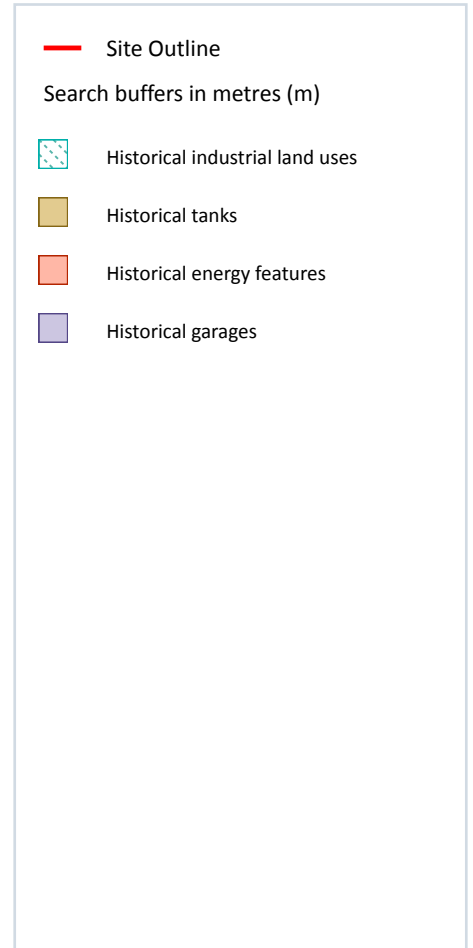 Site Outline
Search buffers in metres (m)
Historical industrial land uses
Historical tanks
Historical energy features
Historical garages